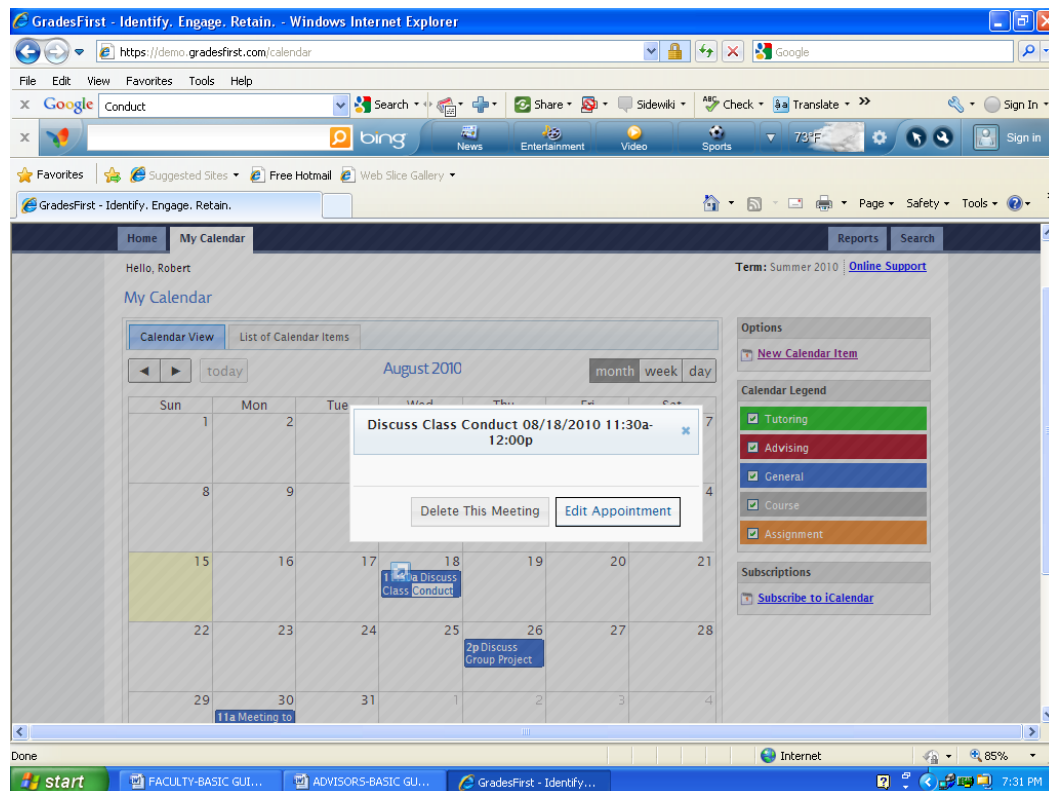 GradesFirst - Identify. Engage. Retain. - Windows Internet Explorer
https://demo.gradesfirst.com/calendar
Google
File Edit View Favorites Tools Help
x Google Conduct Search Share Sidewiki Check Translate Sign In
x bing News Entertainment Video Sports 73°F Sign in
Favorites Suggested Sites Free Hotmail Web Slice Gallery
GradesFirst - Identify. Engage. Retain. Page Safety Tools
Home My Calendar Reports Search
Hello, Robert Term: Summer 2010 Online Support
My Calendar
Calendar View List of Calendar Items
today August 2010 month week day
Sun Mon Tue Wed Thu Fri Sat
1 2 7
Discuss Class Conduct 08/18/2010 11:30a-
12:00p
8 9 4
Delete This Meeting Edit Appointment
15 16 17 18 19 20 21
Discuss
Class Conduct
22 23 24 25 26 27 28
2p Discuss
Group Project
29 30 31 1 2 3 4
11a Meeting to
Options
New Calendar Item
Calendar Legend
Tutoring
Advising
General
Course
Assignment
Subscriptions
Subscribe to iCalendar
Done Internet 85%
start FACULTY-BASIC GUI... ADVISORS-BASIC GU... GradesFirst - Identify... 7:31 PM